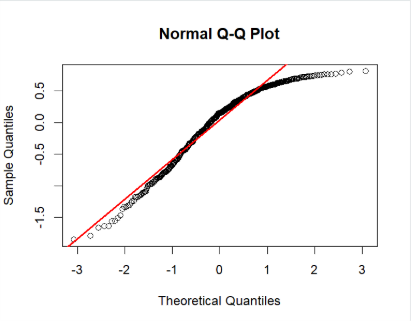 Normal Q-Q Plot
Sample Quantiles
0.5
0.0
-0.5
-1.5
-3 -2 -1 0 1 2 3
Theoretical Quantiles